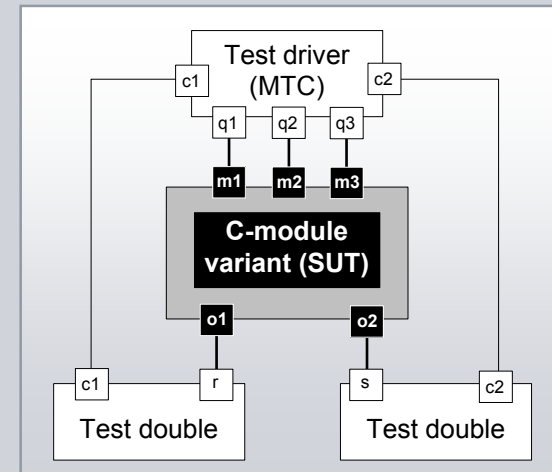 Test driver
(MTC)
c1
c2
q1 q2 q3
m1 m2 m3
C-module
variant (SUT)
o1 o2
c1 r s c2
Test double Test double